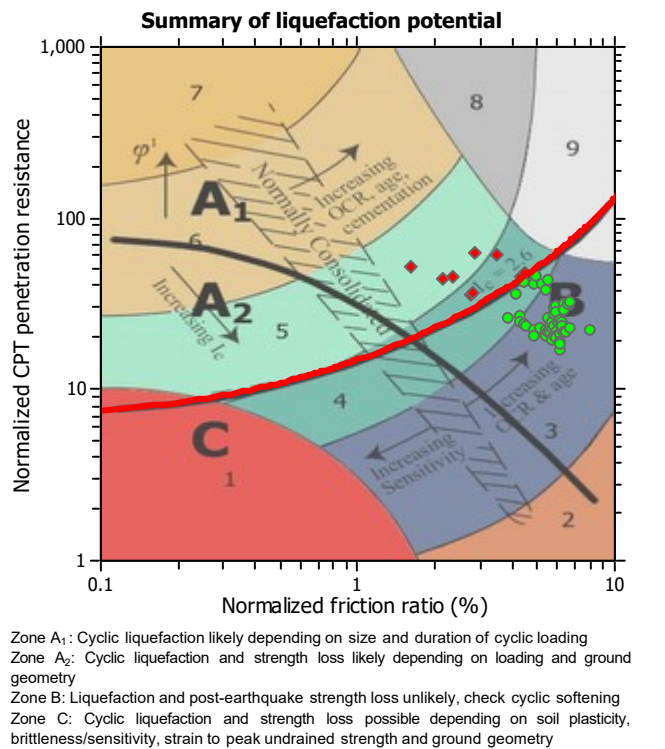 Summary of liquefaction potential
Normalized CPT penetration resistance
1,000
100
10
1
0.1
1
10
Normalized friction ratio (%)
7
8
9
φ'
A1
Normally Consolidated
Increasing
OCR, age,
cementation
6
A2
Increasing Ic
5
Ic = 2.6
B
4
Increasing
OCR & age
3
C
1
Increasing
Sensitivity
2
Zone A1: Cyclic liquefaction likely depending on size and duration of cyclic loading
Zone A2: Cyclic liquefaction and strength loss likely depending on loading and ground
geometry
Zone B: Liquefaction and post-earthquake strength loss unlikely, check cyclic softening
Zone C: Cyclic liquefaction and strength loss possible depending on soil plasticity,
brittleness/sensitivity, strain to peak undrained strength and ground geometry